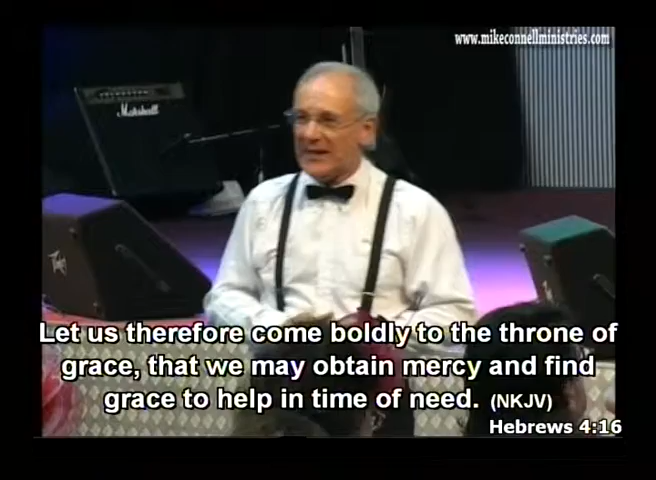 www.mikeconnellministries.com
Marshall
Peavey
Let us therefore come boldly to the throne of
grace, that we may obtain mercy and find
grace to help in time of need. (NKJV)
Hebrews 4:16